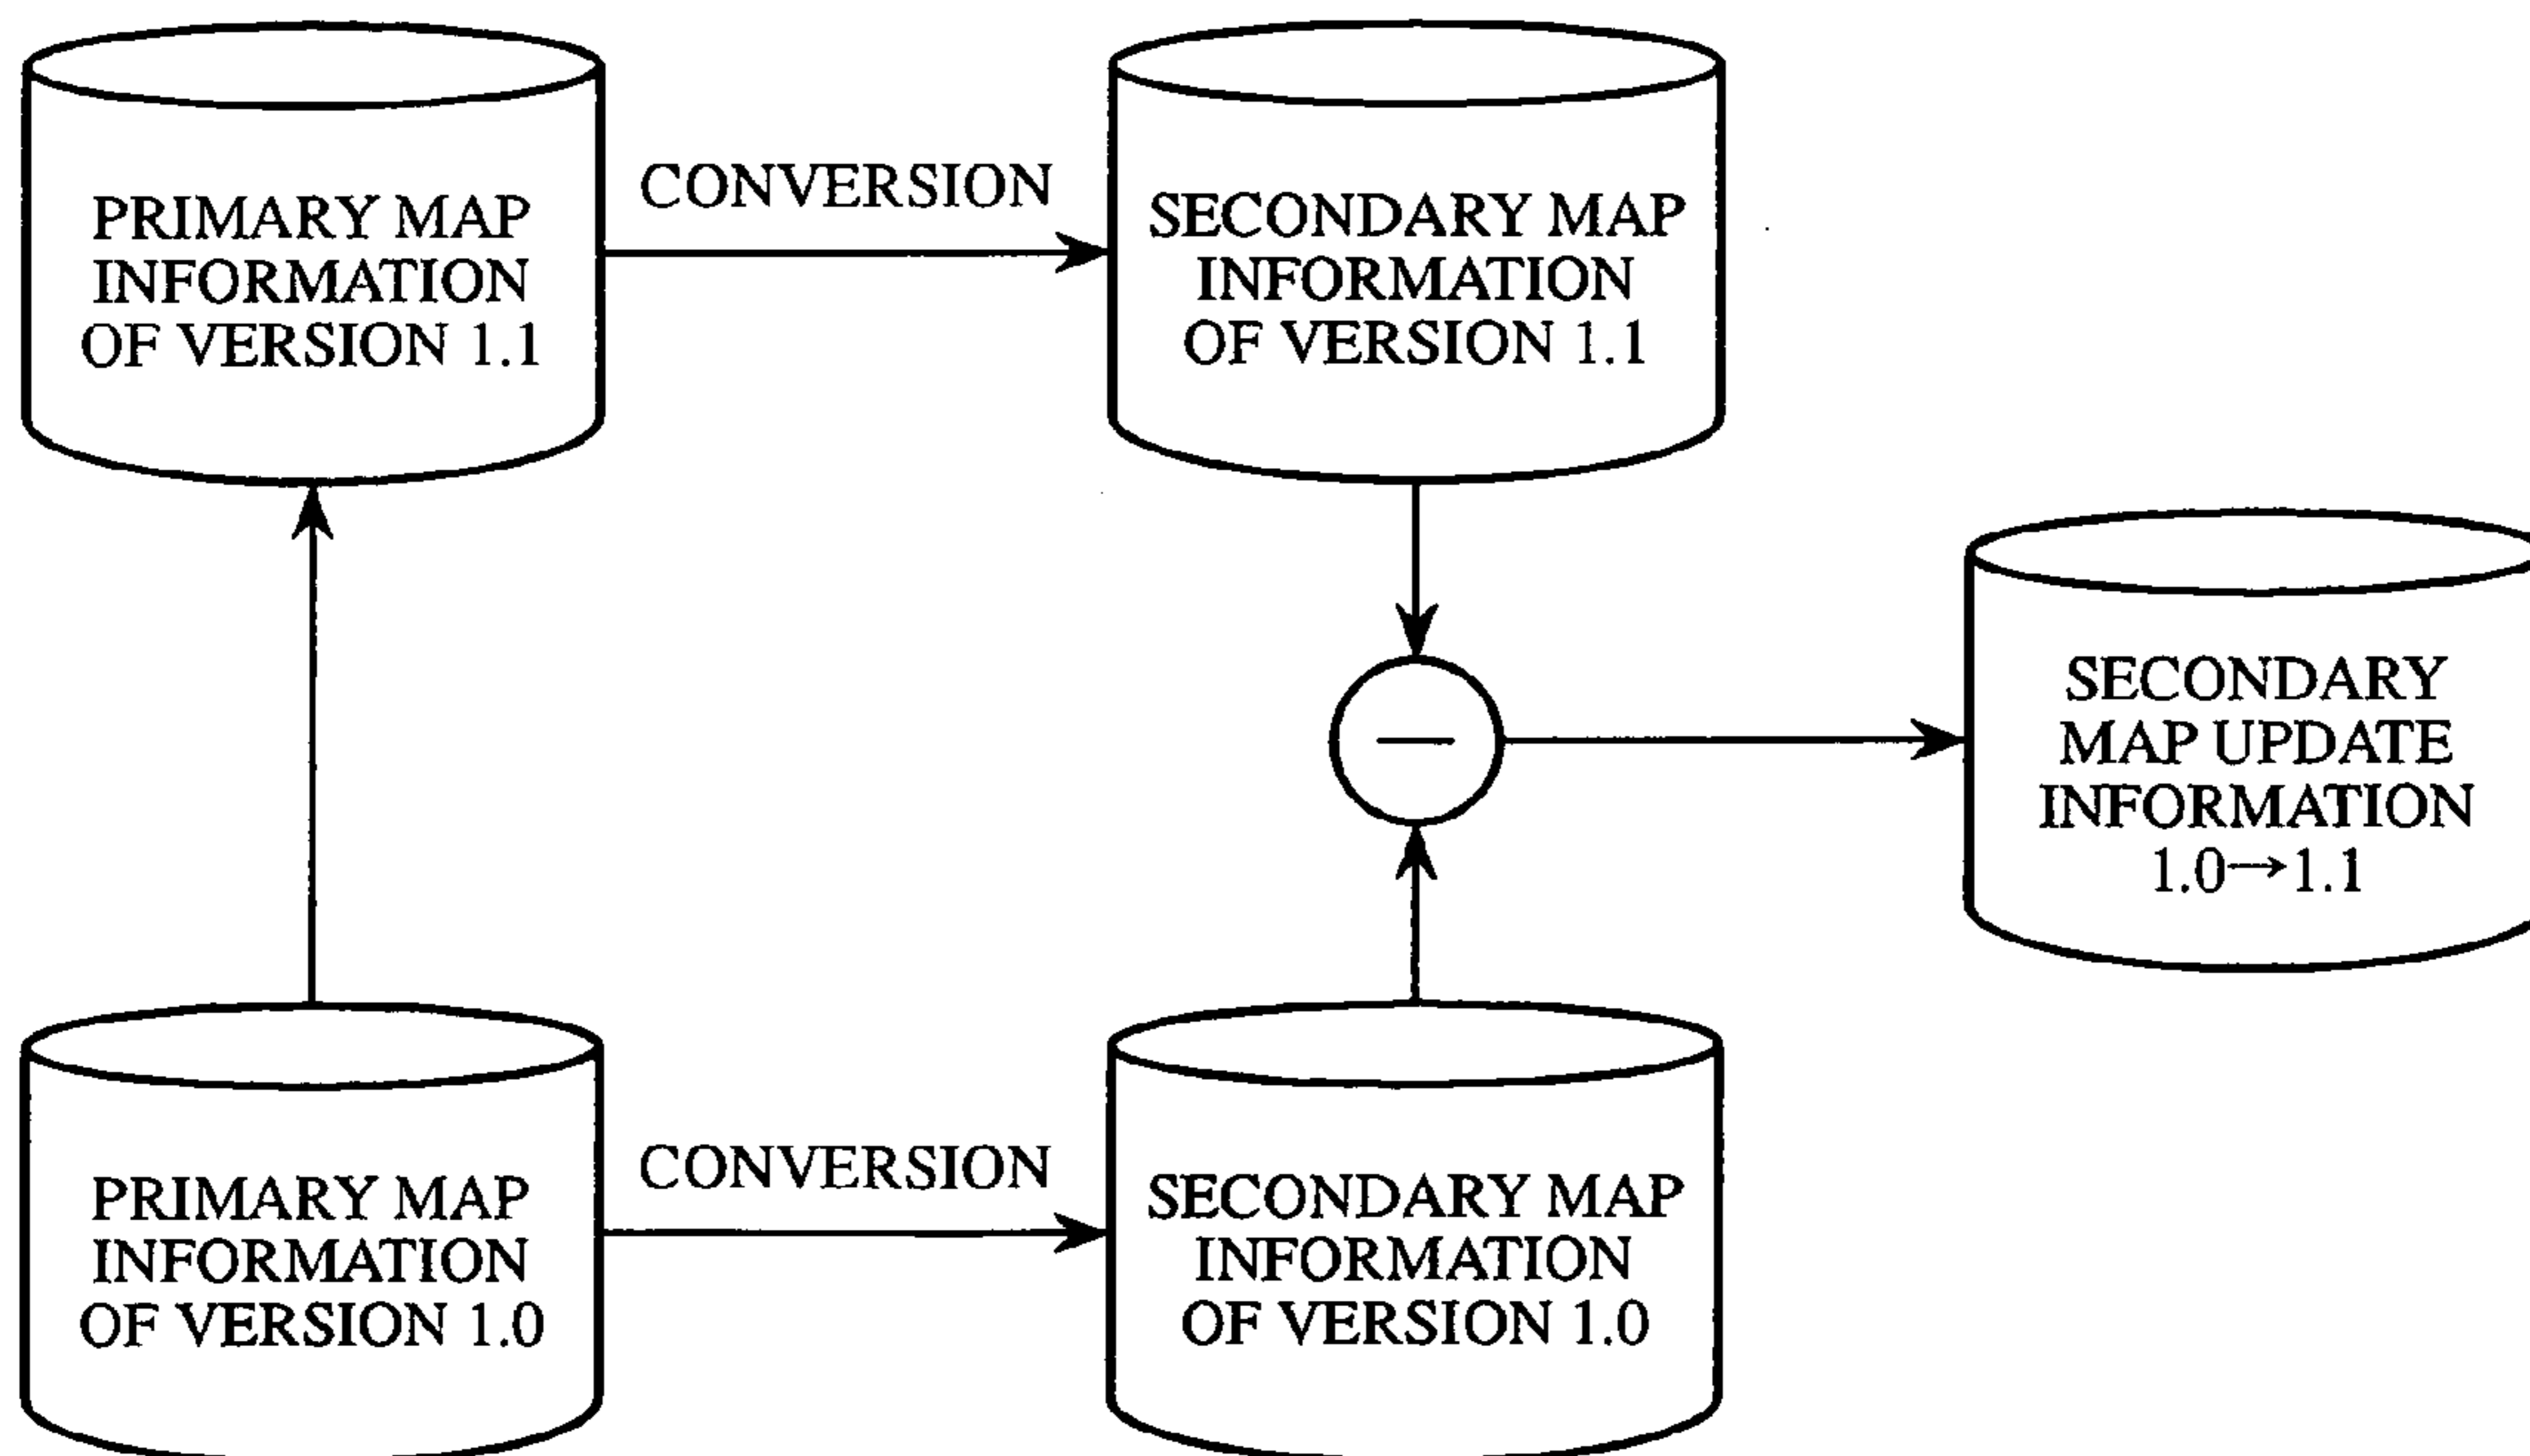 PRIMARY MAP
INFORMATION
OF VERSION 1.1
CONVERSION
SECONDARY MAP
INFORMATION
OF VERSION 1.1
SECONDARY
MAP UPDATE
INFORMATION
1.0→1.1
PRIMARY MAP
INFORMATION
OF VERSION 1.0
CONVERSION
SECONDARY MAP
INFORMATION
OF VERSION 1.0